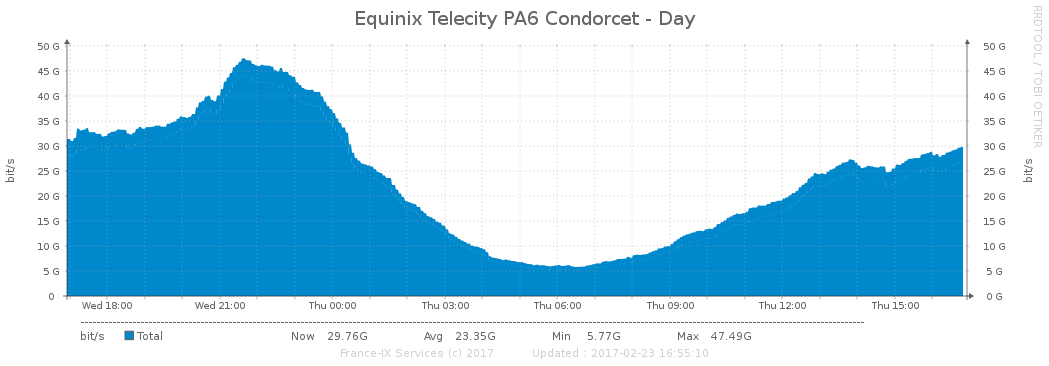 Equinix Telecity PA6 Condorcet - Day
RRDTOOL / TOBI OETIKER
50 G 50 G
45 G 45 G
40 G 40 G
35 G 35 G
30 G 30 G
25 G 25 G
20 G 20 G
15 G 15 G
10 G 10 G
5 G 5 G
0 0 G
bit/s
bit/s
Wed 18:00 Wed 21:00 Thu 00:00 Thu 03:00 Thu 06:00 Thu 09:00 Thu 12:00 Thu 15:00
bit/s Total Now 29.76G Avg 23.35G Min 5.77G Max 47.49G
France-IX Services (c) 2017 Updated : 2017-02-23 16:55:10